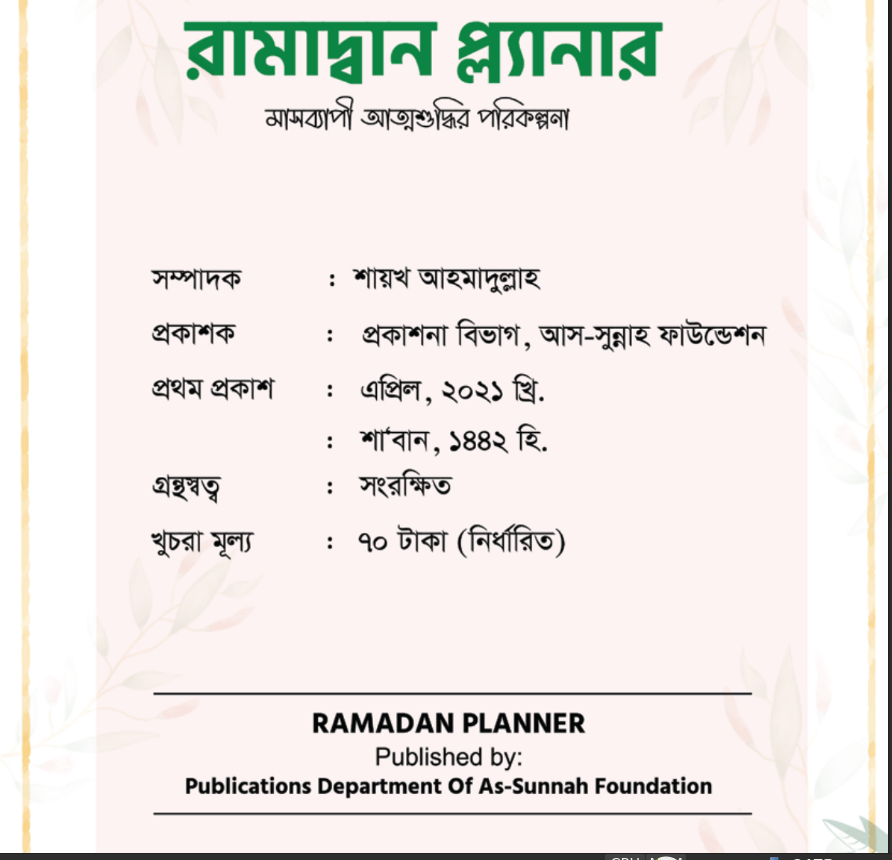 রামাদ্বান প্ল্যানার
মাসব্যাপী আত্মশুদ্ধির পরিকল্পনা
সম্পাদক : শায়খ আহমাদুল্লাহ
প্রকাশক : প্রকাশনা বিভাগ, আস-সুন্নাহ ফাউন্ডেশন
প্রথম প্রকাশ : এপ্রিল, ২০২১ খ্রি.
: শা‘বান, ১৪৪২ হি.
গ্রন্থস্বত্ব : সংরক্ষিত
খুচরা মূল্য : ৭০ টাকা (নির্ধারিত)
RAMADAN PLANNER
Published by:
Publications Department Of As-Sunnah Foundation